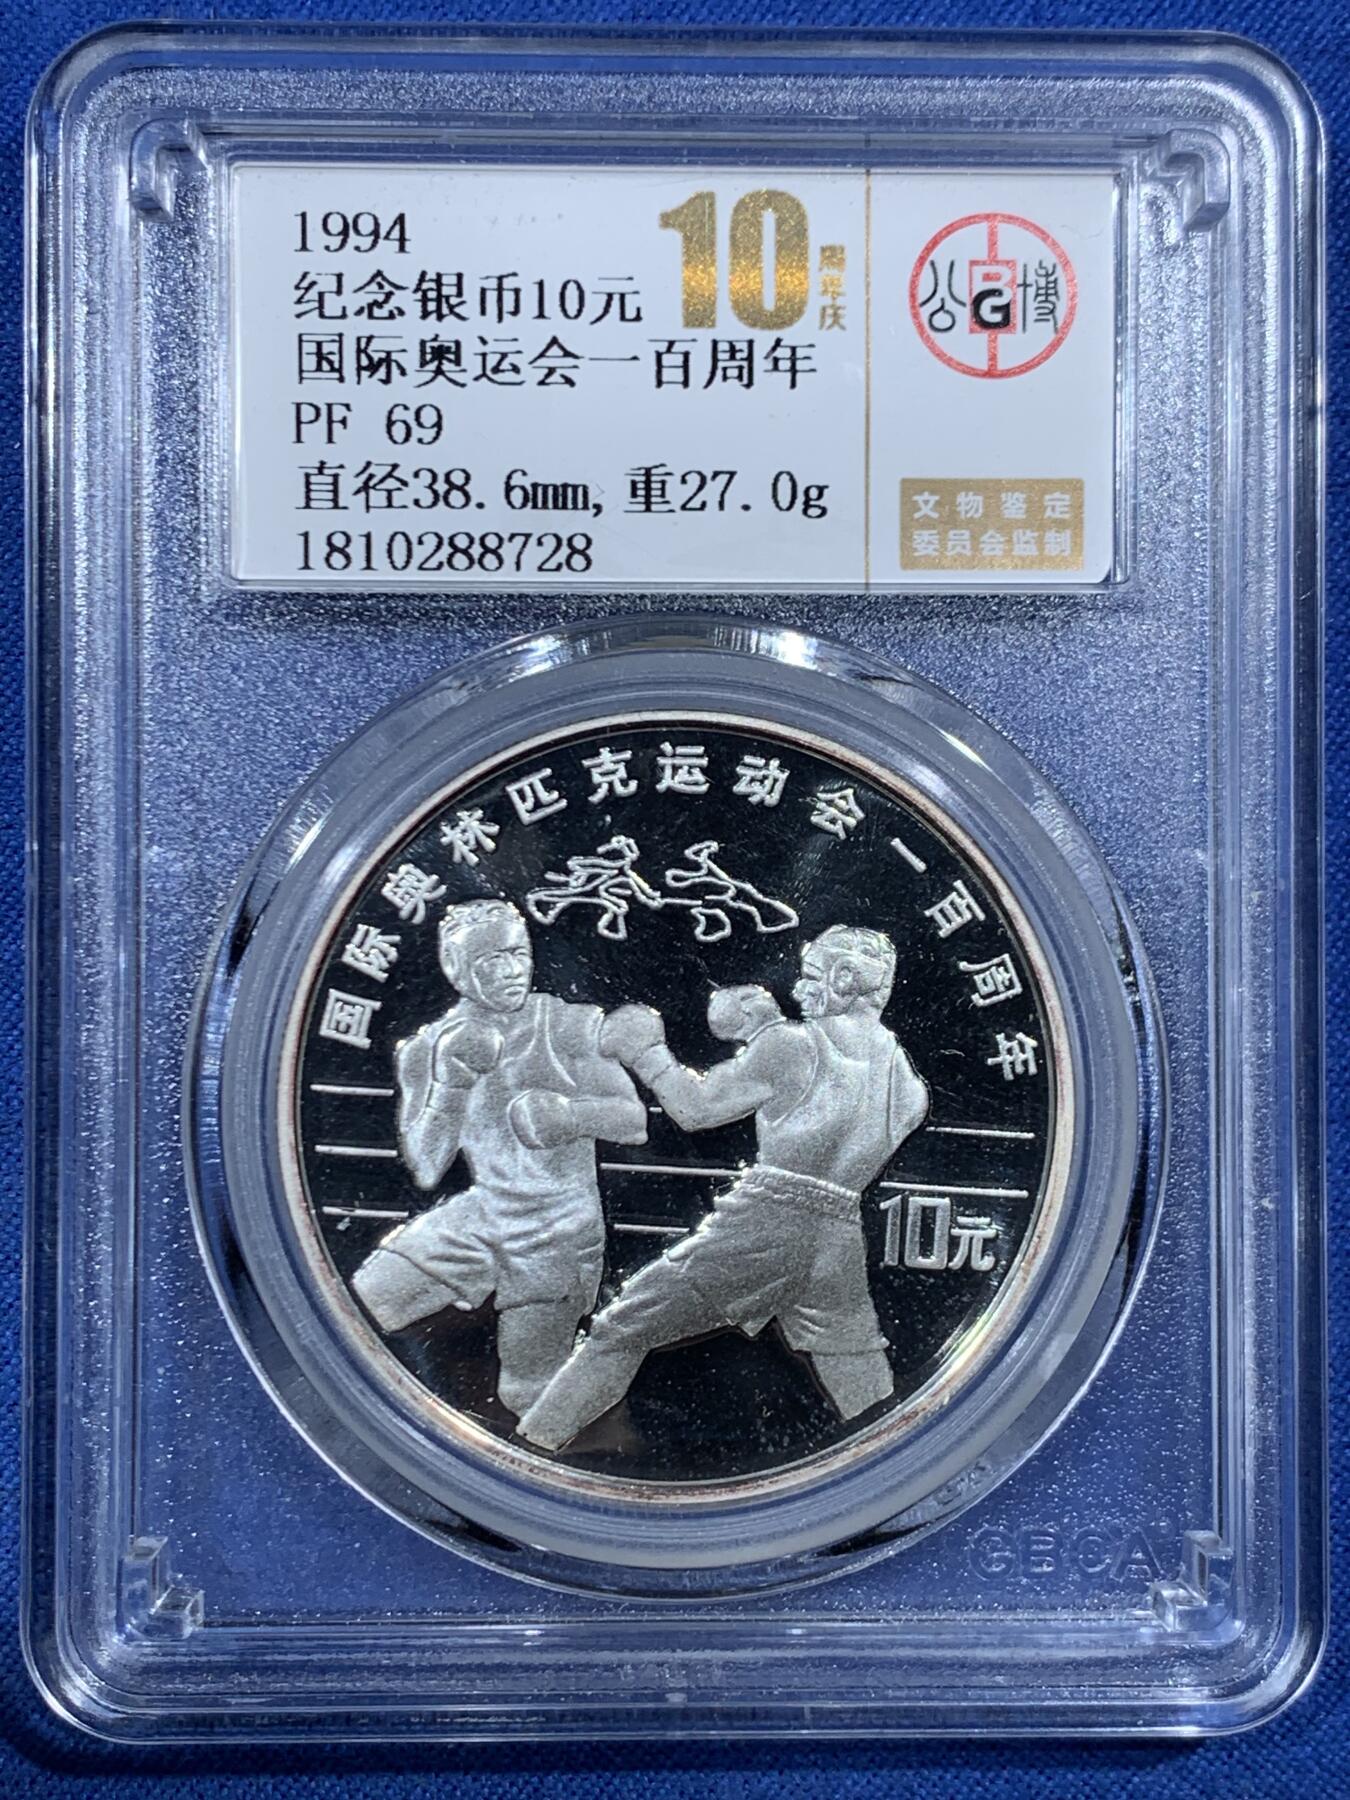 1994
纪念银币10元
国际奥运会一百周年
PF 69
直径38.6mm,重27.0g
1810288728
10
周年庆
公博
BG
文物鉴定
委员会监制
国际奥林匹克运动会一百周年
10元
GBCA